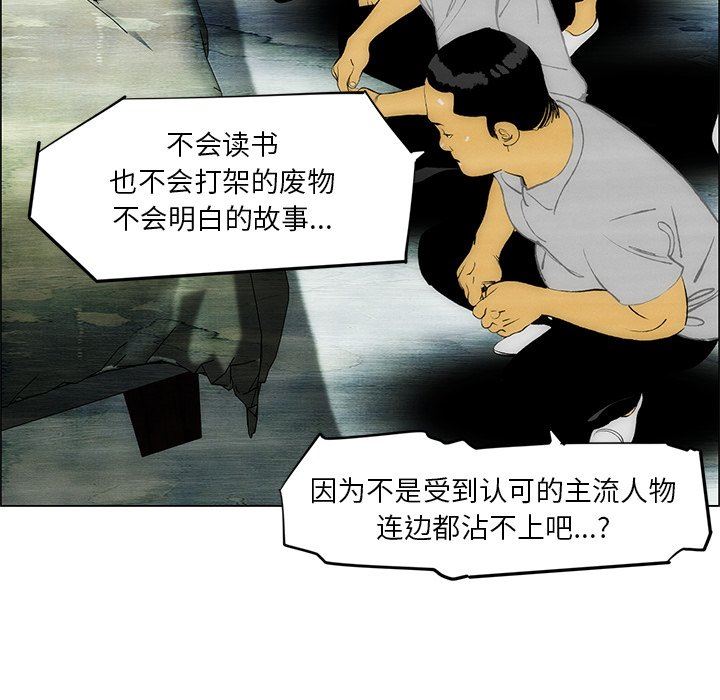 不会读书
也不会打架的废物
不会明白的故事...
因为不是受到认可的主流人物
连边都沾不上吧...?